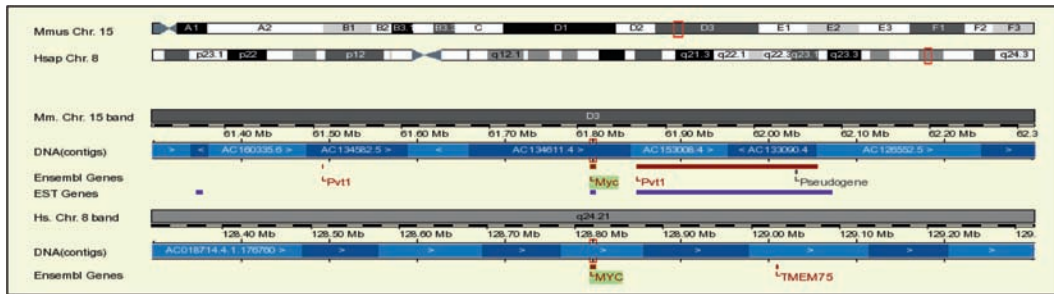 Mmus Chr. 15 A1 A2 B1 B2 B3.1 C D1 D2 D3 E1 E2 E3 F1 F2 F3
Hsap Chr. 8 p23.1 p22 p12 q12.1 q21.3 q22.1 q22.3 q23.1 q23.3 q24.3
Mm. Chr. 15 band D3
61.40 Mb 61.50 Mb 61.60 Mb 61.70 Mb 61.80 Mb 61.90 Mb 62.00 Mb 62.10 Mb 62.20 Mb 62.3
DNA(contigs) > < AC160335.6 > AC134582.5 > < AC134611.4 > AC153008.4 > < AC133090.4 AC126552.5 > >
Ensembl Genes Pvt1 Myc Pvt1 Pseudogene
EST Genes
Hs. Chr. 8 band q24.21
128.40 Mb 128.50 Mb 128.60 Mb 128.70 Mb 128.80 Mb 128.90 Mb 129.00 Mb 129.10 Mb 129.20 Mb 129.
DNA(contigs) AC018714.4.1.176760 > > > > > > > > > >
Ensembl Genes MYC TMEM75